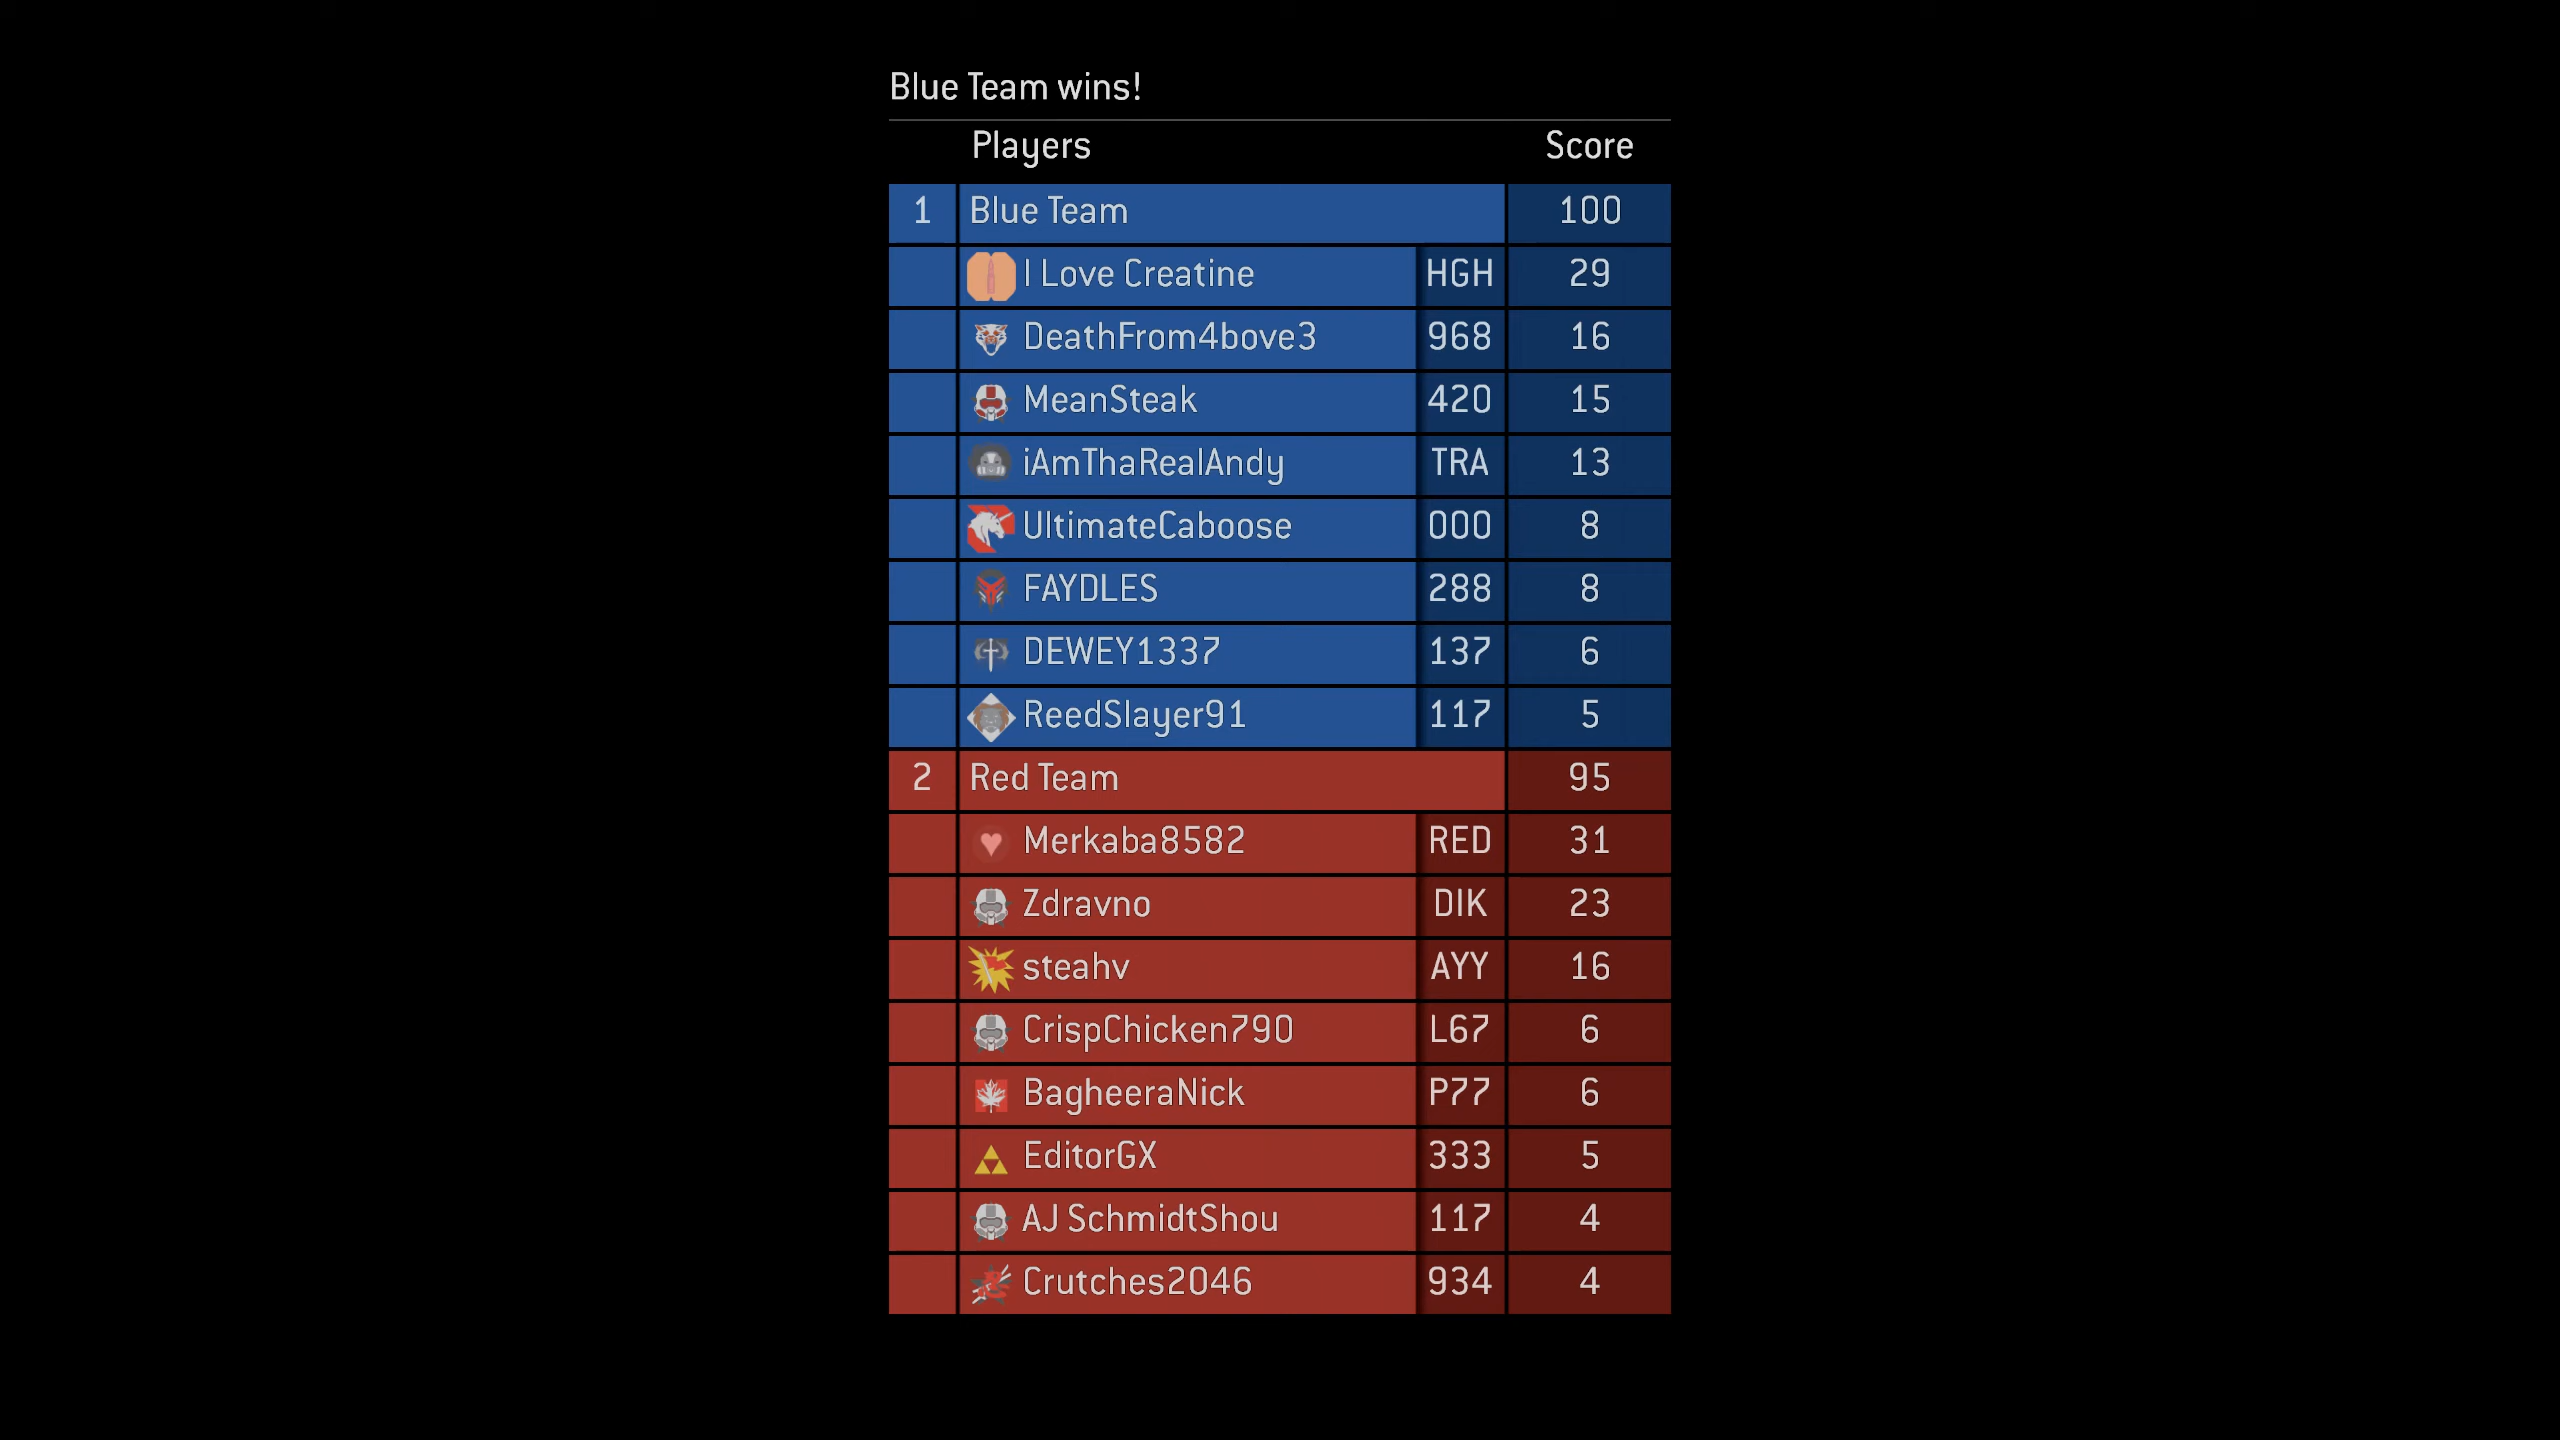 Blue Team wins!
Players Score
1 Blue Team 100
I Love Creatine HGH 29
DeathFrom4bove3 968 16
MeanSteak 420 15
iAmThaRealAndy TRA 13
UltimateCaboose 000 8
FAYDLES 288 8
DEWEY1337 137 6
ReedSlayer91 117 5
2 Red Team 95
Merkaba8582 RED 31
Zdravno DIK 23
steahv AYY 16
CrispChicken790 L67 6
BagheeraNick P77 6
EditorGX 333 5
AJ SchmidtShou 117 4
Crutches2046 934 4